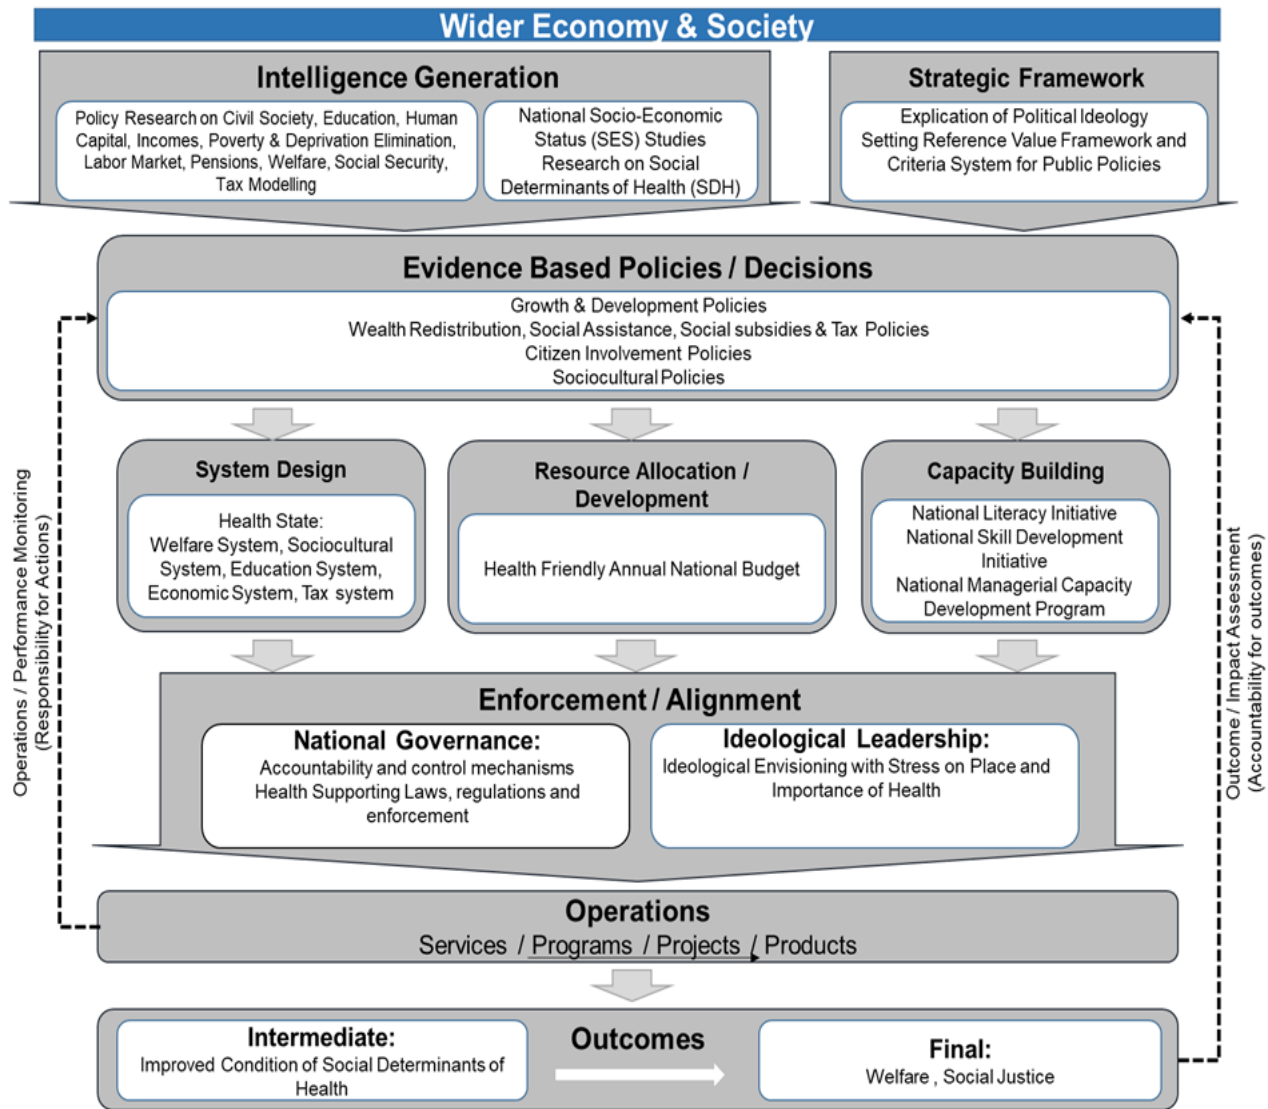 Wider Economy & Society
Intelligence Generation
Policy Research on Civil Society, Education, Human
Capital, Incomes, Poverty & Deprivation Elimination,
Labor Market, Pensions, Welfare, Social Security,
Tax Modelling
National Socio-Economic
Status (SES) Studies
Research on Social
Determinants of Health (SDH)
Strategic Framework
Explication of Political Ideology
Setting Reference Value Framework and
Criteria System for Public Policies
Evidence Based Policies / Decisions
Growth & Development Policies
Wealth Redistribution, Social Assistance, Social subsidies & Tax Policies
Citizen Involvement Policies
Sociocultural Policies
System Design
Health State:
Welfare System, Sociocultural
System, Education System,
Economic System, Tax system
Resource Allocation /
Development
Health Friendly Annual National Budget
Capacity Building
National Literacy Initiative
National Skill Development
Initiative
National Managerial Capacity
Development Program
Operations / Performance Monitoring
(Responsibility for Actions)
Outcome / Impact Assessment
(Accountability for outcomes)
Enforcement / Alignment
National Governance:
Accountability and control mechanisms
Health Supporting Laws, regulations and
enforcement
Ideological Leadership:
Ideological Envisioning with Stress on Place and
Importance of Health
Operations
Services / Programs / Projects / Products
Intermediate:
Improved Condition of Social Determinants of
Health
Outcomes
Final:
Welfare , Social Justice